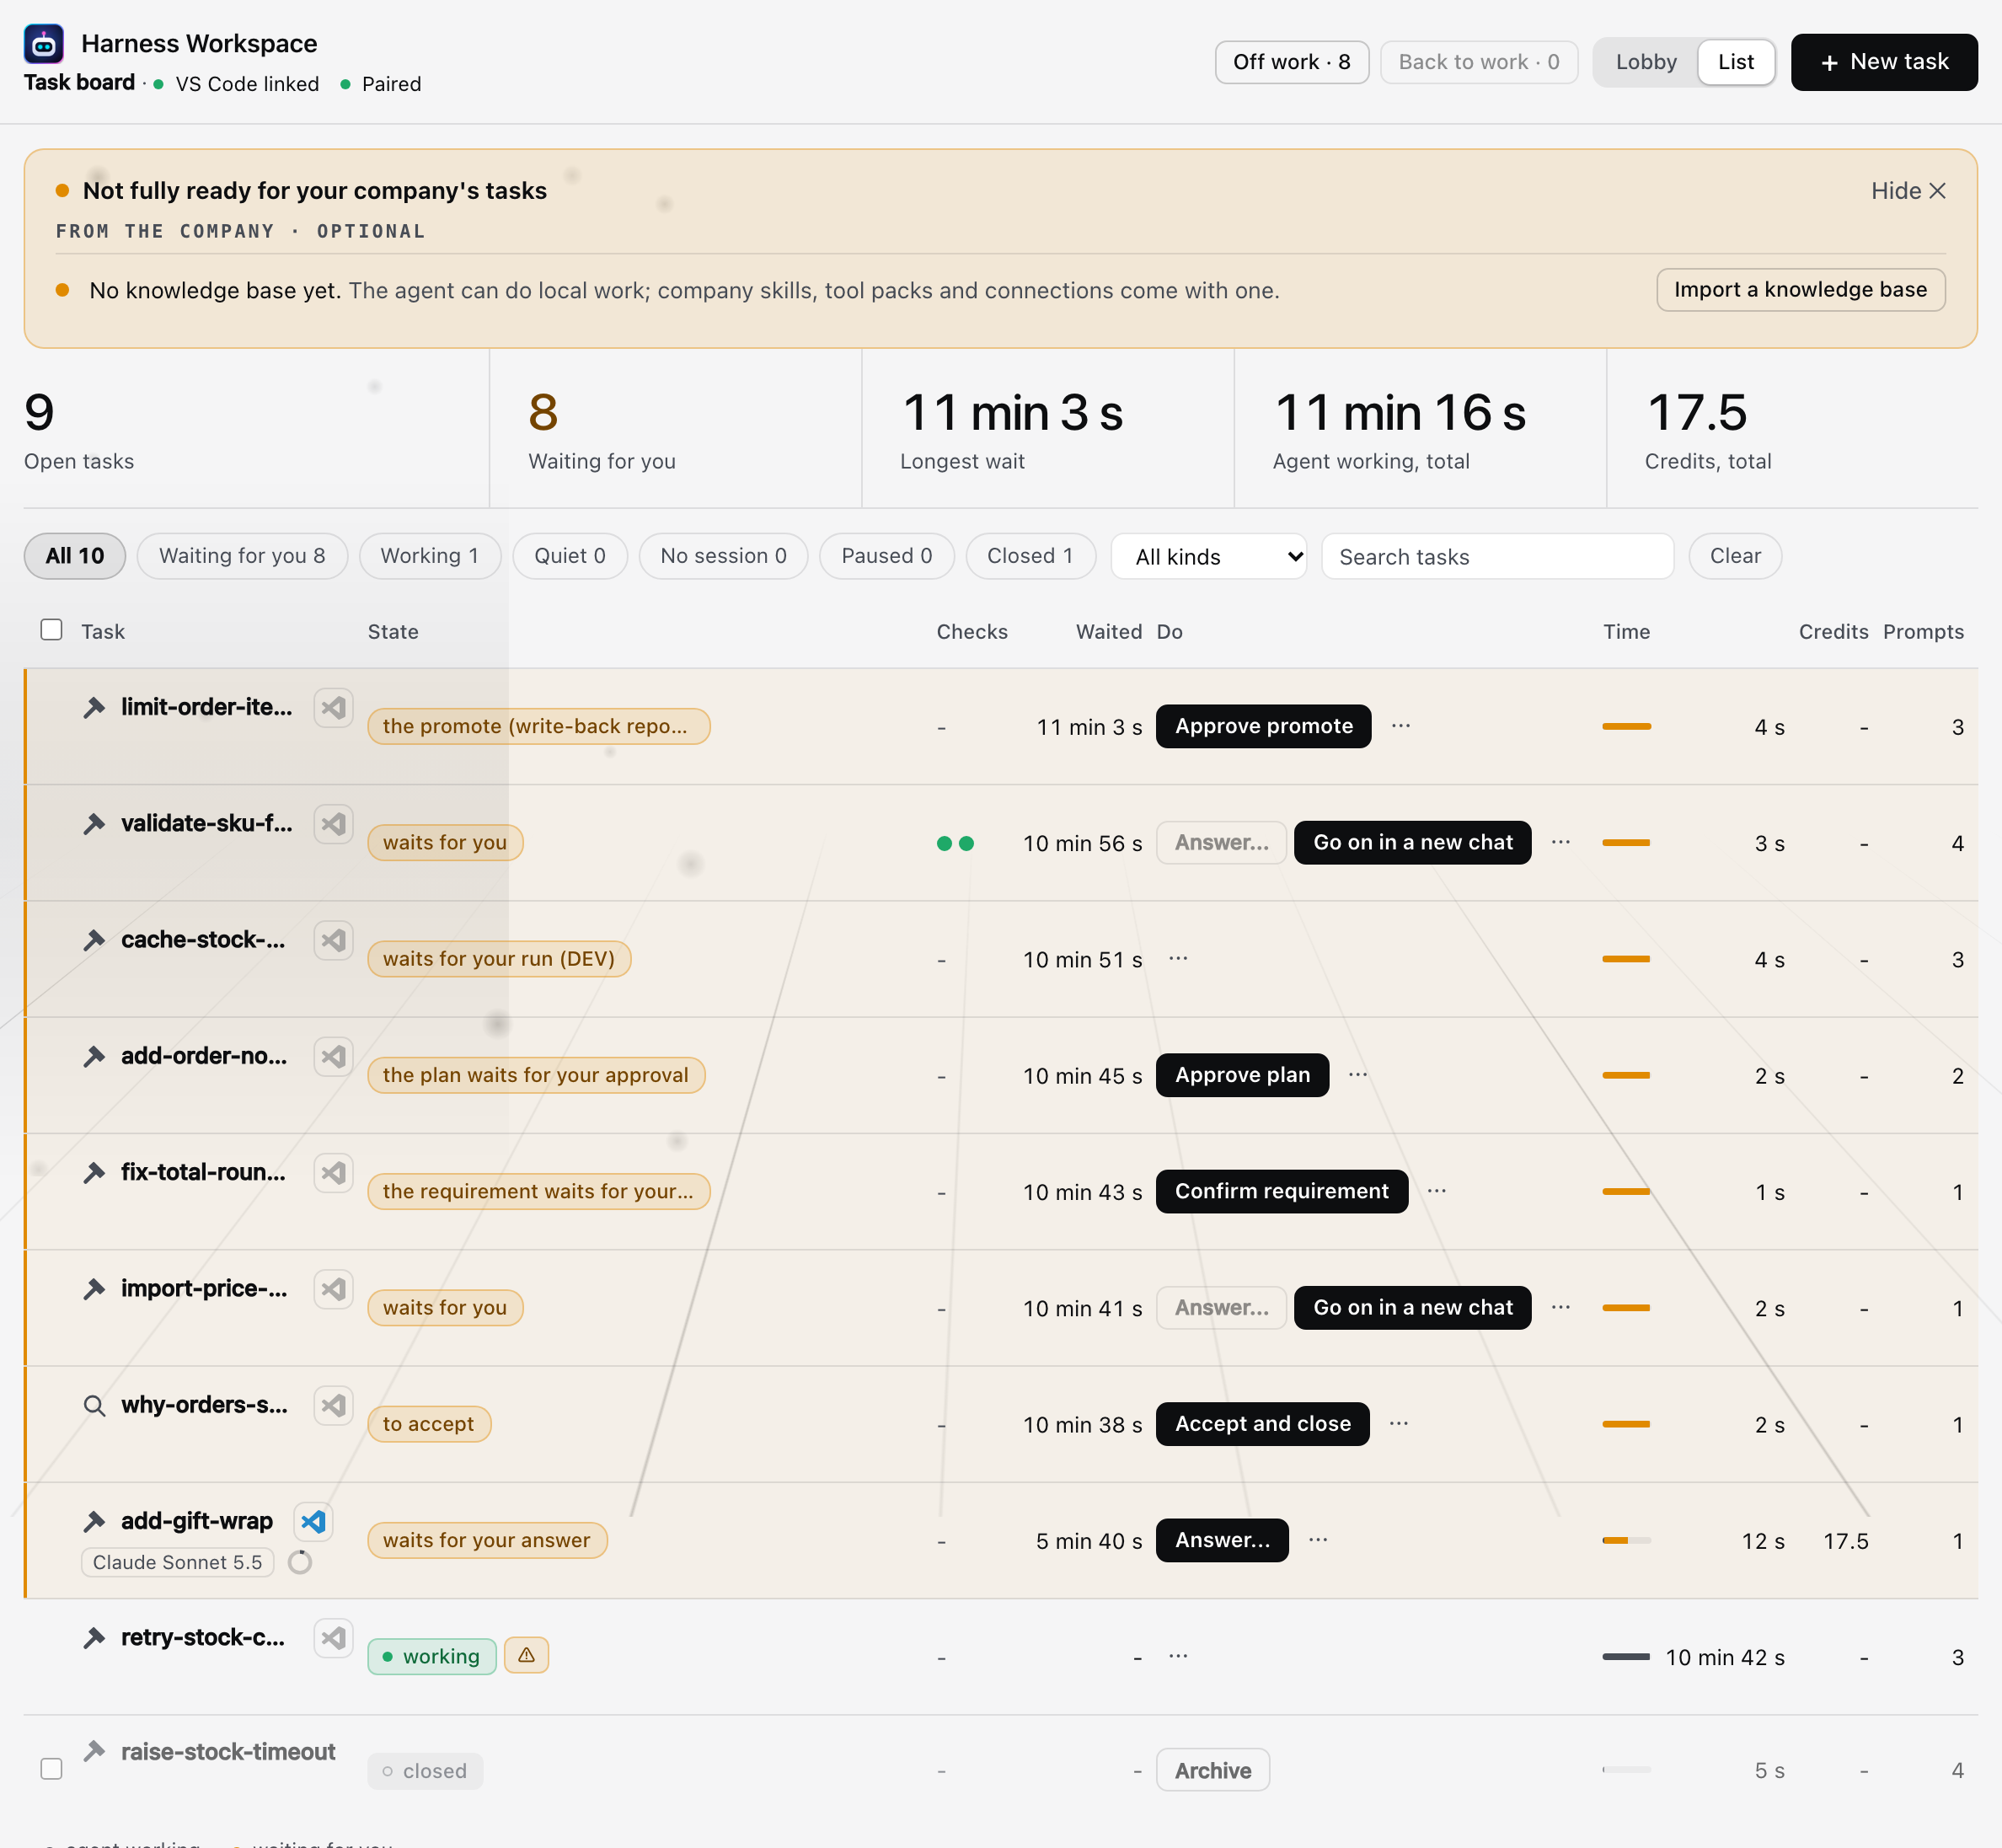 Harness Workspace
Task board · VS Code linked Paired
Off work · 8 Back to work · 0 Lobby List + New task
Not fully ready for your company's tasks Hide
FROM THE COMPANY · OPTIONAL
No knowledge base yet. The agent can do local work; company skills, tool packs and connections come with one. Import a knowledge base
9 8 11 min 3 s 11 min 16 s 17.5
Open tasks Waiting for you Longest wait Agent working, total Credits, total
All 10 Waiting for you 8 Working 1 Quiet 0 No session 0 Paused 0 Closed 1 All kinds Search tasks Clear
Task State Checks Waited Do Time Credits Prompts
limit-order-ite... the promote (write-back repo... - 11 min 3 s Approve promote ... 4 s - 3
validate-sku-f... waits for you 10 min 56 s Answer... Go on in a new chat ... 3 s - 4
cache-stock-... waits for your run (DEV) - 10 min 51 s ... 4 s - 3
add-order-no... the plan waits for your approval - 10 min 45 s Approve plan ... 2 s - 2
fix-total-roun... the requirement waits for your... - 10 min 43 s Confirm requirement ... 1 s - 1
import-price-... waits for you - 10 min 41 s Answer... Go on in a new chat ... 2 s - 1
why-orders-s... to accept - 10 min 38 s Accept and close ... 2 s - 1
add-gift-wrap waits for your answer - 5 min 40 s Answer... ... 12 s 17.5 1
Claude Sonnet 5.5
retry-stock-c... working - - ... 10 min 42 s - 3
raise-stock-timeout closed - - Archive 5 s - 4